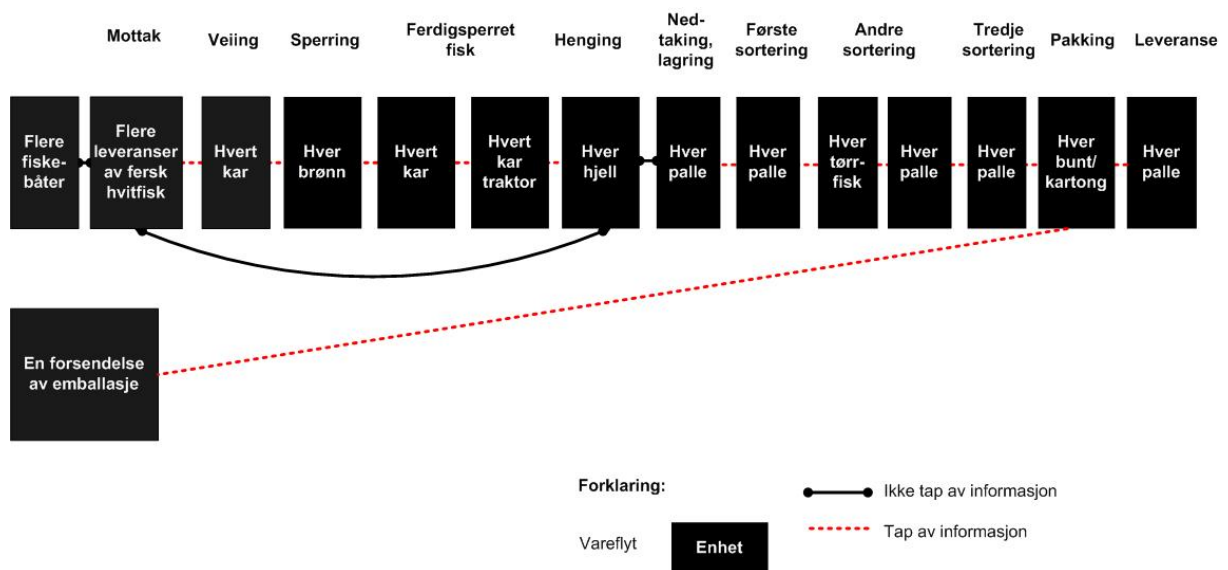 Mottak
Veiing
Sperring
Ferdigsperret
fisk
Henging
Ned-
taking,
lagring
Første
sortering
Andre
sortering
Tredje
sortering
Pakking
Leveranse
Flere
fiske-
båter
Flere
leveranser
av fersk
hvitfisk
Hvert
kar
Hver
brønn
Hvert
kar
Hvert
kar
traktor
Hver
hjell
Hver
palle
Hver
palle
Hver
tørr-
fisk
Hver
palle
Hver
palle
Hver
bunt/
kartong
Hver
palle
En forsendelse
av emballasje
Forklaring:
Ikke tap av informasjon
Vareflyt
Enhet
Tap av informasjon